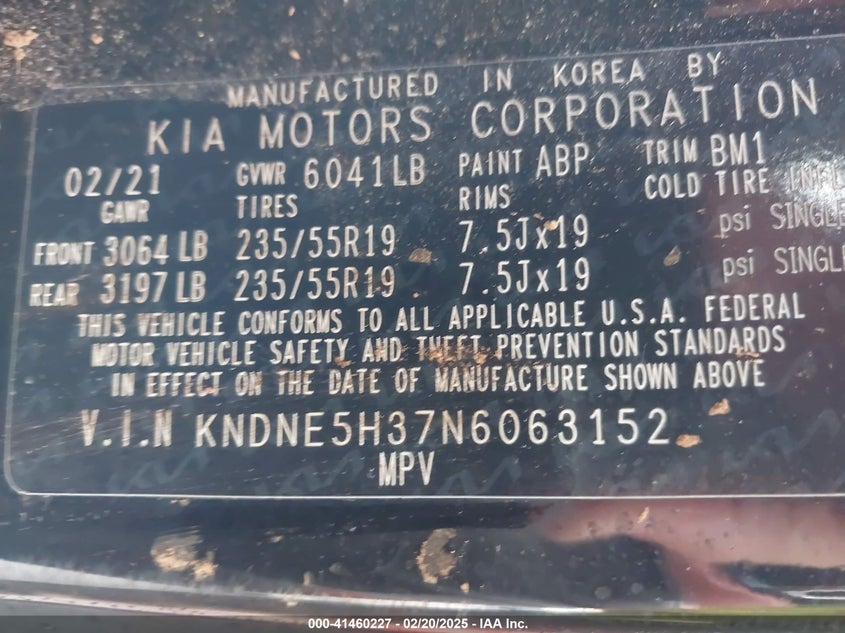 MANUFACTURED IN KOREA BY
KIA MOTORS CORPORATION
02/21 GVWR 6041LB PAINT ABP TRIM BM1
GAWR TIRES RIMS COLD TIRE
FRONT 3064 LB 235/55R19 7.5Jx19 psi SINGLE
REAR 3197 LB 235/55R19 7.5Jx19 psi SINGLE
THIS VEHICLE CONFORMS TO ALL APPLICABLE U.S.A. FEDERAL
MOTOR VEHICLE SAFETY AND THEFT PREVENTION STANDARDS
IN EFFECT ON THE DATE OF MANUFACTURE SHOWN ABOVE
V.I.N KNDNE5H37N6063152
MPV
000-41460227 - 02/20/2025 - IAA Inc.